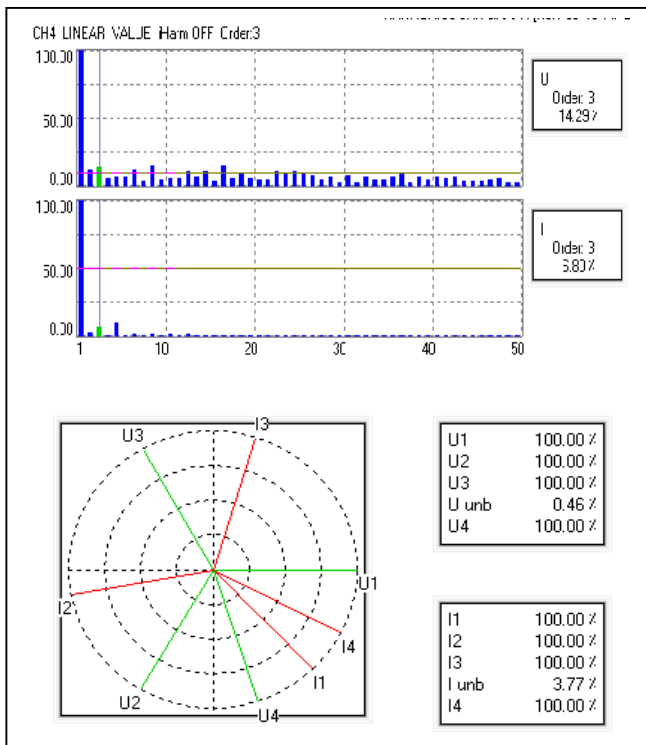 CH4 LINEAR VALUE iHarm OFF Order:3
100.00
50.00
0.00
U
Order: 3
14.29%
100.00
50.00
0.00
1 10 20 30 40 50
I
Order: 3
6.80%
U3
I3
U1
I2
I4
I1
U2
U4
U1 100.00 %
U2 100.00 %
U3 100.00 %
U unb 0.46 %
U4 100.00 %
I1 100.00 %
I2 100.00 %
I3 100.00 %
I unb 3.77 %
I4 100.00 %